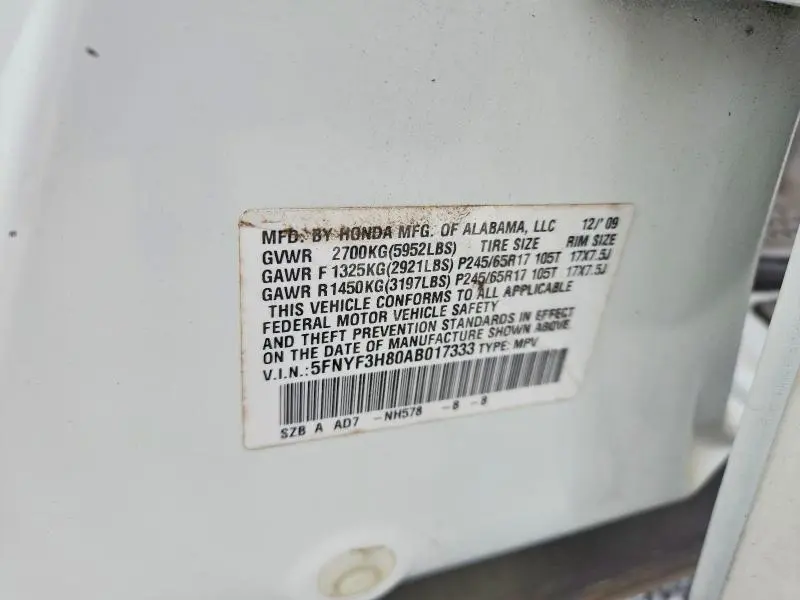 MFD. BY HONDA MFG. OF ALABAMA, LLC 12/'09
GVWR 2700KG(5952LBS) TIRE SIZE RIM SIZE
GAWR F 1325KG(2921LBS) P245/65R17 105T 17X7.5J
GAWR R 1450KG(3197LBS) P245/65R17 105T 17X7.5J
THIS VEHICLE CONFORMS TO ALL APPLICABLE
FEDERAL MOTOR VEHICLE SAFETY
AND THEFT PREVENTION STANDARDS IN EFFECT
ON THE DATE OF MANUFACTURE SHOWN ABOVE.
V.I.N.: 5FNYF3H80AB017333 TYPE: MPV
SZB A AD7 -NH578 -8 -8